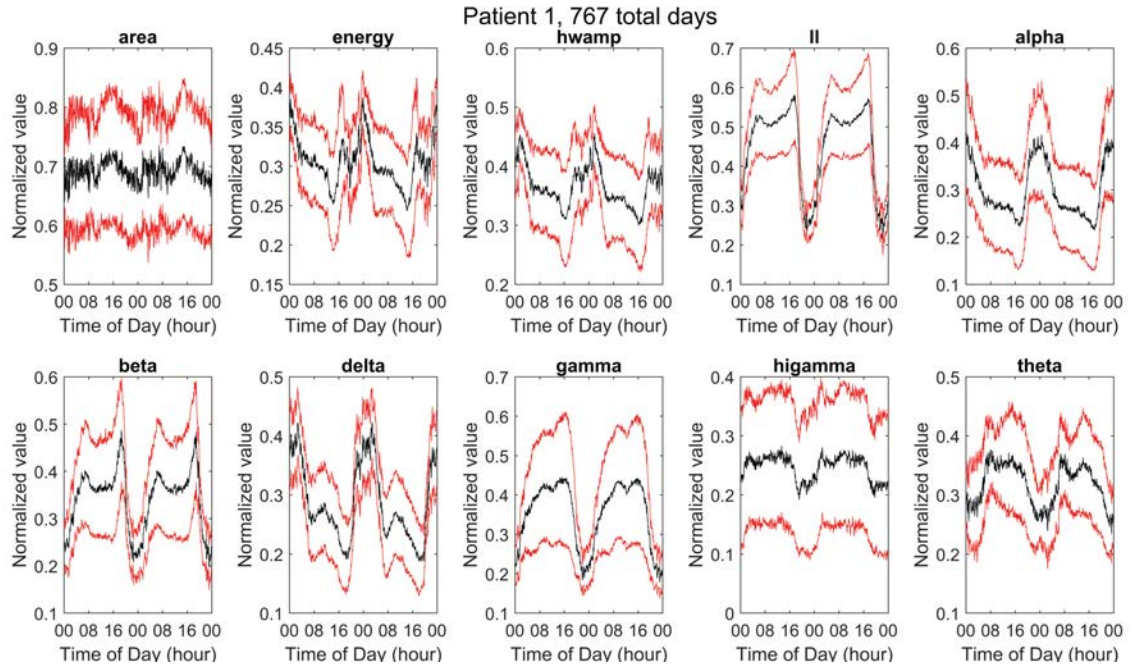 Patient 1, 767 total days
area
0.9
0.8
0.7
0.6
0.5
Normalized value
00 08 16 00 08 16 00
Time of Day (hour)
energy
0.45
0.4
0.35
0.3
0.25
0.2
0.15
Normalized value
00 08 16 00 08 16 00
Time of Day (hour)
hwamp
0.6
0.5
0.4
0.3
0.2
Normalized value
00 08 16 00 08 16 00
Time of Day (hour)
ll
0.7
0.6
0.5
0.4
0.3
0.2
0.1
Normalized value
00 08 16 00 08 16 00
Time of Day (hour)
alpha
0.6
0.5
0.4
0.3
0.2
0.1
Normalized value
00 08 16 00 08 16 00
Time of Day (hour)
beta
0.6
0.5
0.4
0.3
0.2
0.1
Normalized value
00 08 16 00 08 16 00
Time of Day (hour)
delta
0.5
0.4
0.3
0.2
0.1
Normalized value
00 08 16 00 08 16 00
Time of Day (hour)
gamma
0.7
0.6
0.5
0.4
0.3
0.2
0.1
Normalized value
00 08 16 00 08 16 00
Time of Day (hour)
higamma
0.4
0.3
0.2
0.1
0
Normalized value
00 08 16 00 08 16 00
Time of Day (hour)
theta
0.5
0.4
0.3
0.2
0.1
Normalized value
00 08 16 00 08 16 00
Time of Day (hour)